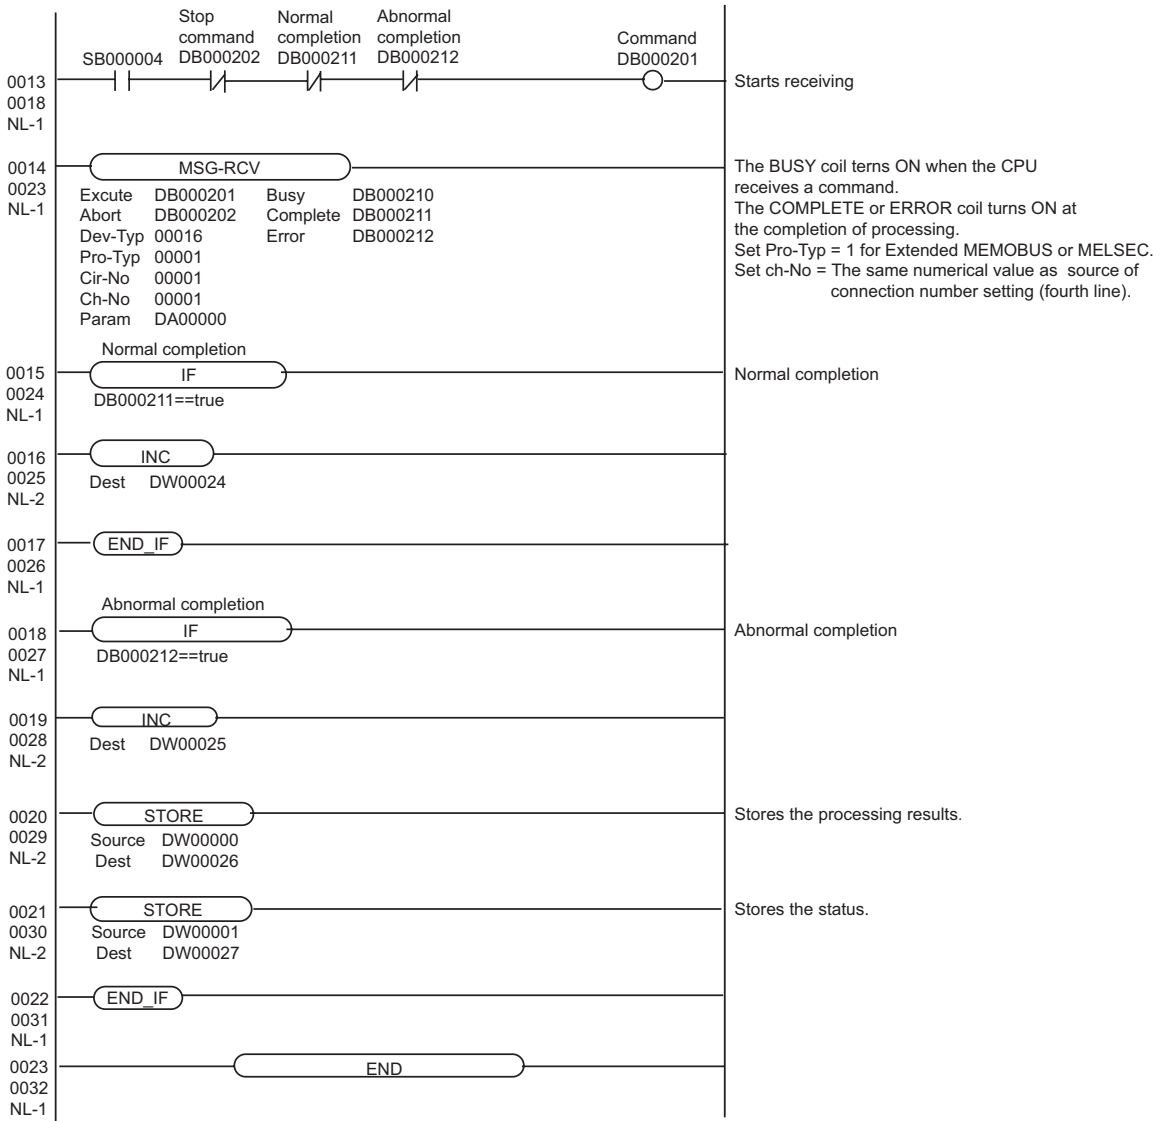 Stop Normal Abnormal
command completion completion Command
SB000004 DB000202 DB000211 DB000212 DB000201
0013 Starts receiving
0018
NL-1
0014 MSG-RCV The BUSY coil terns ON when the CPU
0023 Excute DB000201 Busy DB000210 receives a command.
NL-1 Abort DB000202 Complete DB000211 The COMPLETE or ERROR coil turns ON at
Dev-Typ 00016 Error DB000212 the completion of processing.
Pro-Typ 00001 Set Pro-Typ = 1 for Extended MEMOBUS or MELSEC.
Cir-No 00001 Set ch-No = The same numerical value as source of
Ch-No 00001 connection number setting (fourth line).
Param DA00000
Normal completion
0015 IF Normal completion
0024 DB000211==true
NL-1
0016 INC
0025 Dest DW00024
NL-2
0017 END_IF
0026
NL-1
Abnormal completion
0018 IF Abnormal completion
0027 DB000212==true
NL-1
0019 INC
0028 Dest DW00025
NL-2
0020 STORE Stores the processing results.
0029 Source DW00000
NL-2 Dest DW00026
0021 STORE Stores the status.
0030 Source DW00001
NL-2 Dest DW00027
0022 END_IF
0031
NL-1
0023 END
0032
NL-1